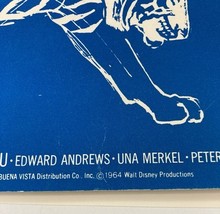 U · EDWARD ANDREWS · UNA MERKEL · PETER
BUENA VISTA Distribution Co., Inc. © 1964 Walt Disney Productions